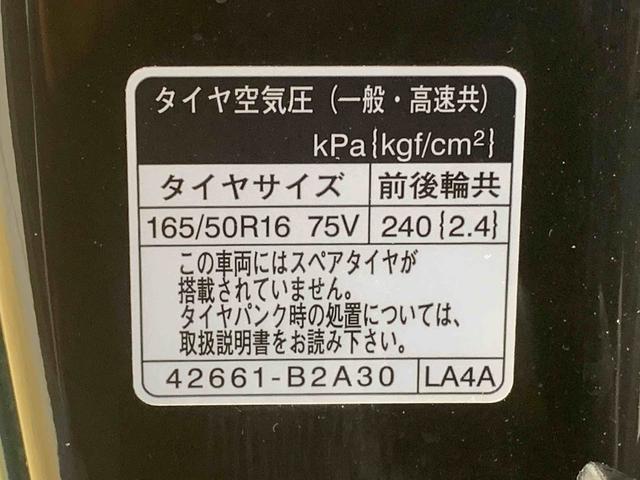 タイヤ空気圧（一般・高速共）
kPa{kgf/cm²}
タイヤサイズ 前後輪共
165/50R16 75V 240{2.4}
この車両にはスペアタイヤが
搭載されていません。
タイヤパンク時の処置については、
取扱説明書をお読み下さい。
42661-B2A30 LA4A